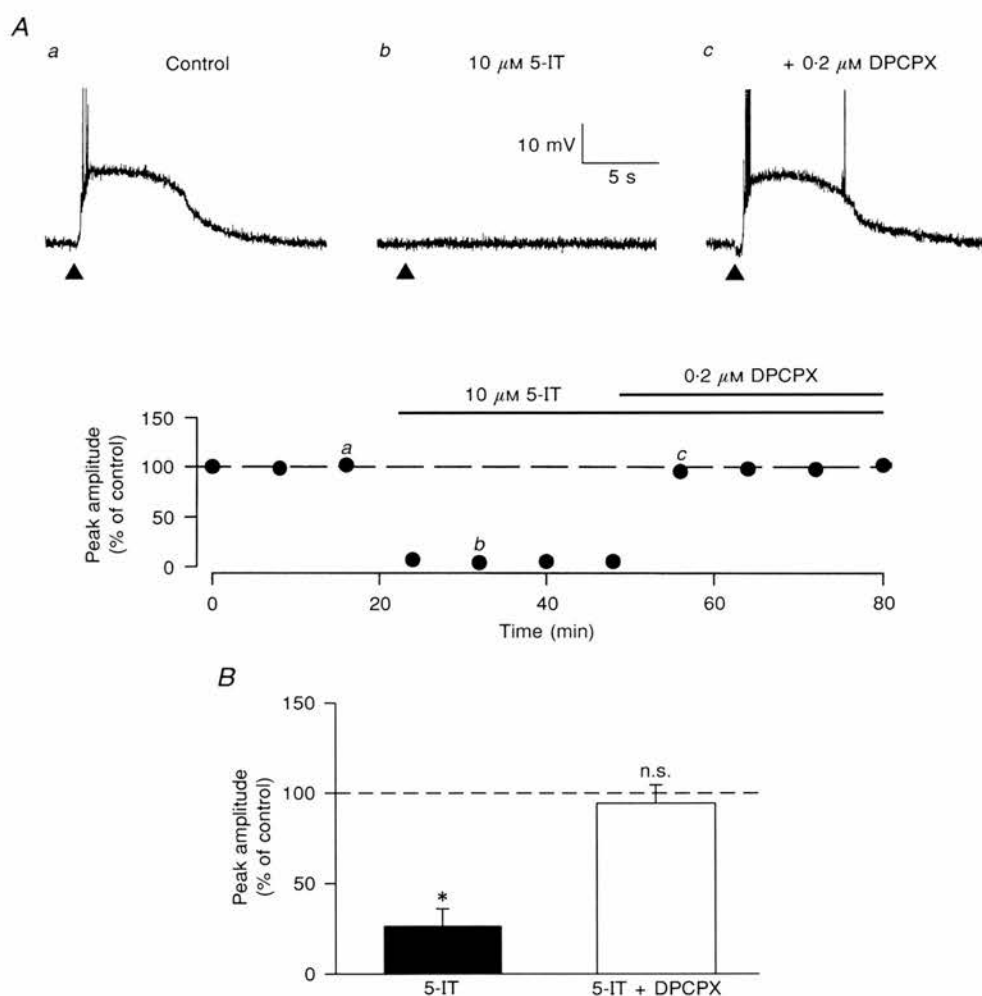 A
a
Control
b
10 μM 5-IT
c
+ 0·2 μM DPCPX
10 mV
5 s
0·2 μM DPCPX
10 μM 5-IT
Peak amplitude
(% of control)
150
100
50
0
a
b
c
0
20
40
60
80
Time (min)
B
Peak amplitude
(% of control)
150
100
50
0
*
n.s.
5-IT
5-IT + DPCPX